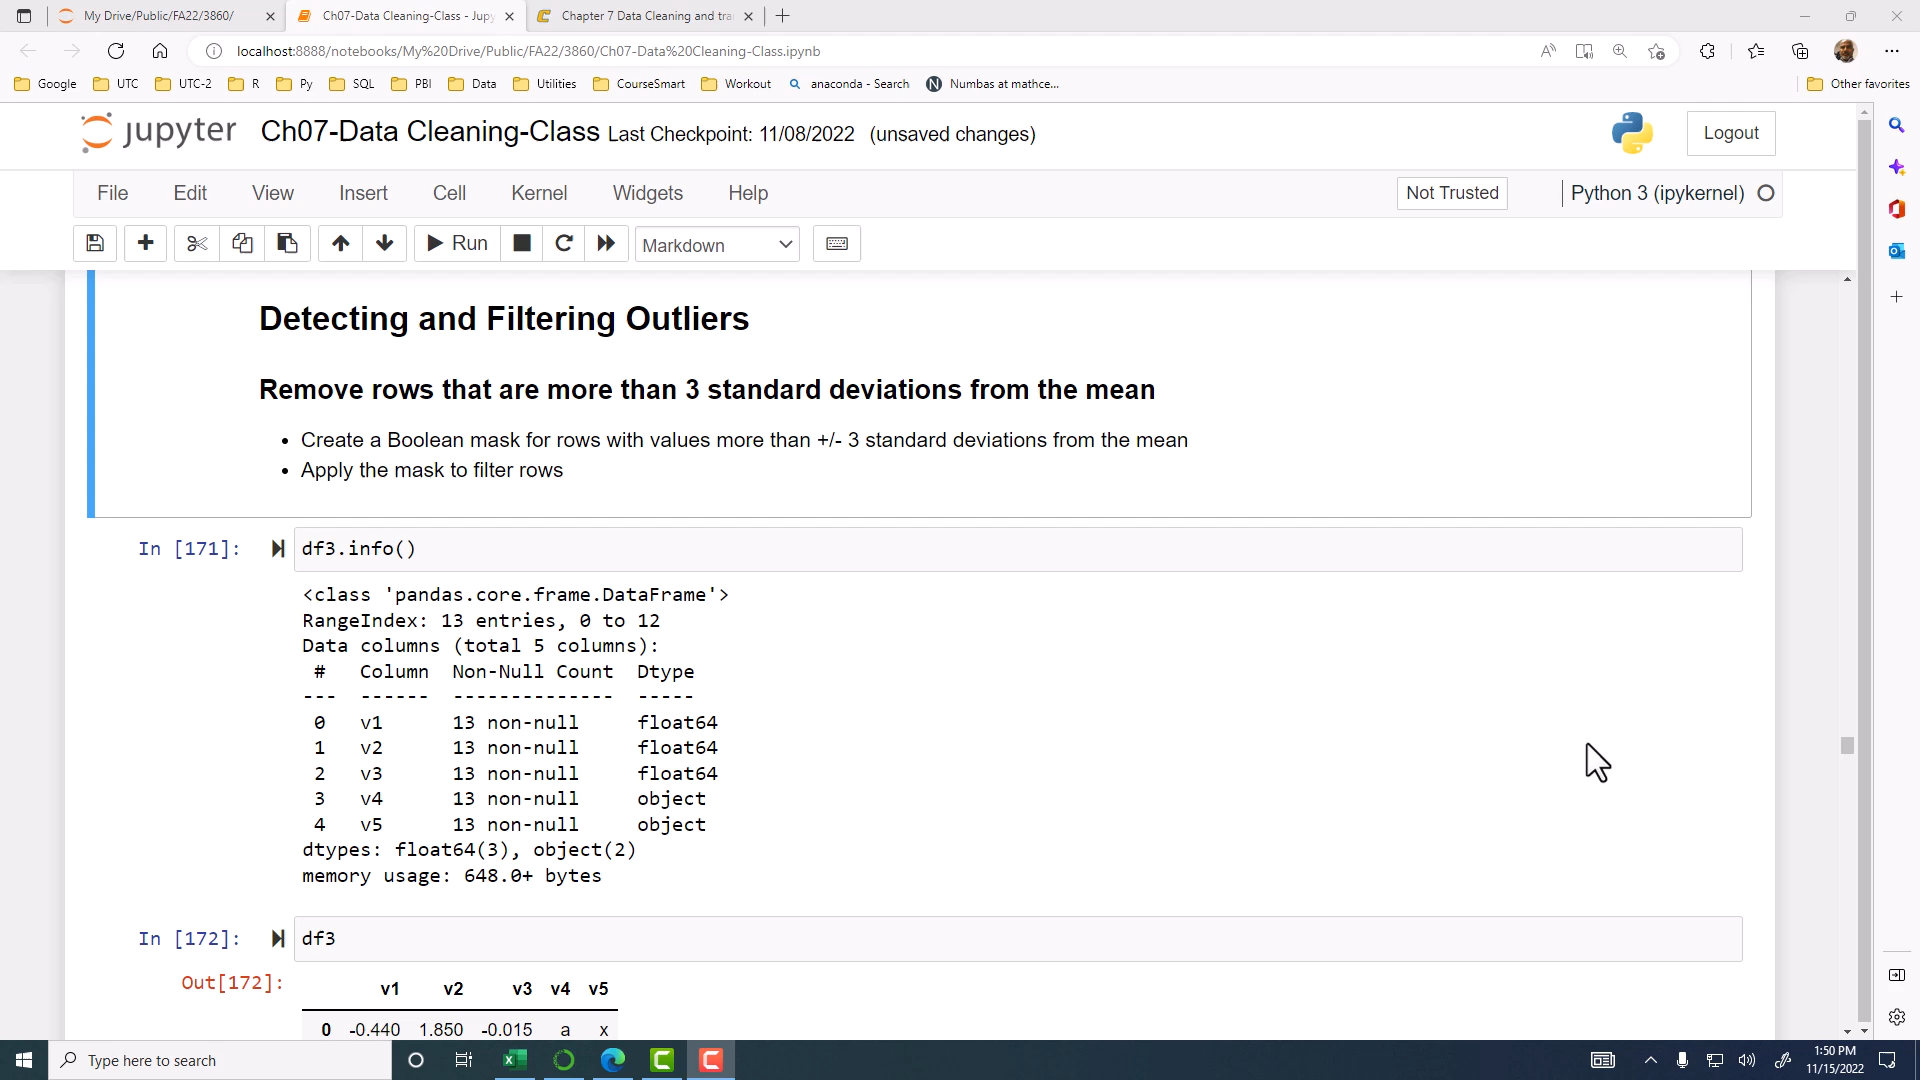 My Drive/Public/FA22/3860/
Ch07-Data Cleaning-Class - Jupy
Chapter 7 Data Cleaning and tra
localhost:8888/notebooks/My%20Drive/Public/FA22/3860/Ch07-Data%20Cleaning-Class.ipynb
Google UTC UTC-2 R Py SQL PBI Data Utilities CourseSmart Workout anaconda - Search N Numbas at mathce... Other favorites
jupyter Ch07-Data Cleaning-Class Last Checkpoint: 11/08/2022 (unsaved changes) Logout
File Edit View Insert Cell Kernel Widgets Help Not Trusted Python 3 (ipykernel)
Run Markdown
Detecting and Filtering Outliers
Remove rows that are more than 3 standard deviations from the mean
• Create a Boolean mask for rows with values more than +/- 3 standard deviations from the mean
• Apply the mask to filter rows
In [171]: df3.info()
<class 'pandas.core.frame.DataFrame'>
RangeIndex: 13 entries, 0 to 12
Data columns (total 5 columns):
# Column Non-Null Count Dtype
--- ------ -------------- -----
0 v1 13 non-null float64
1 v2 13 non-null float64
2 v3 13 non-null float64
3 v4 13 non-null object
4 v5 13 non-null object
dtypes: float64(3), object(2)
memory usage: 648.0+ bytes
In [172]: df3
Out[172]:
v1 v2 v3 v4 v5
0 -0.440 1.850 -0.015 a x
Type here to search
1:50 PM
11/15/2022